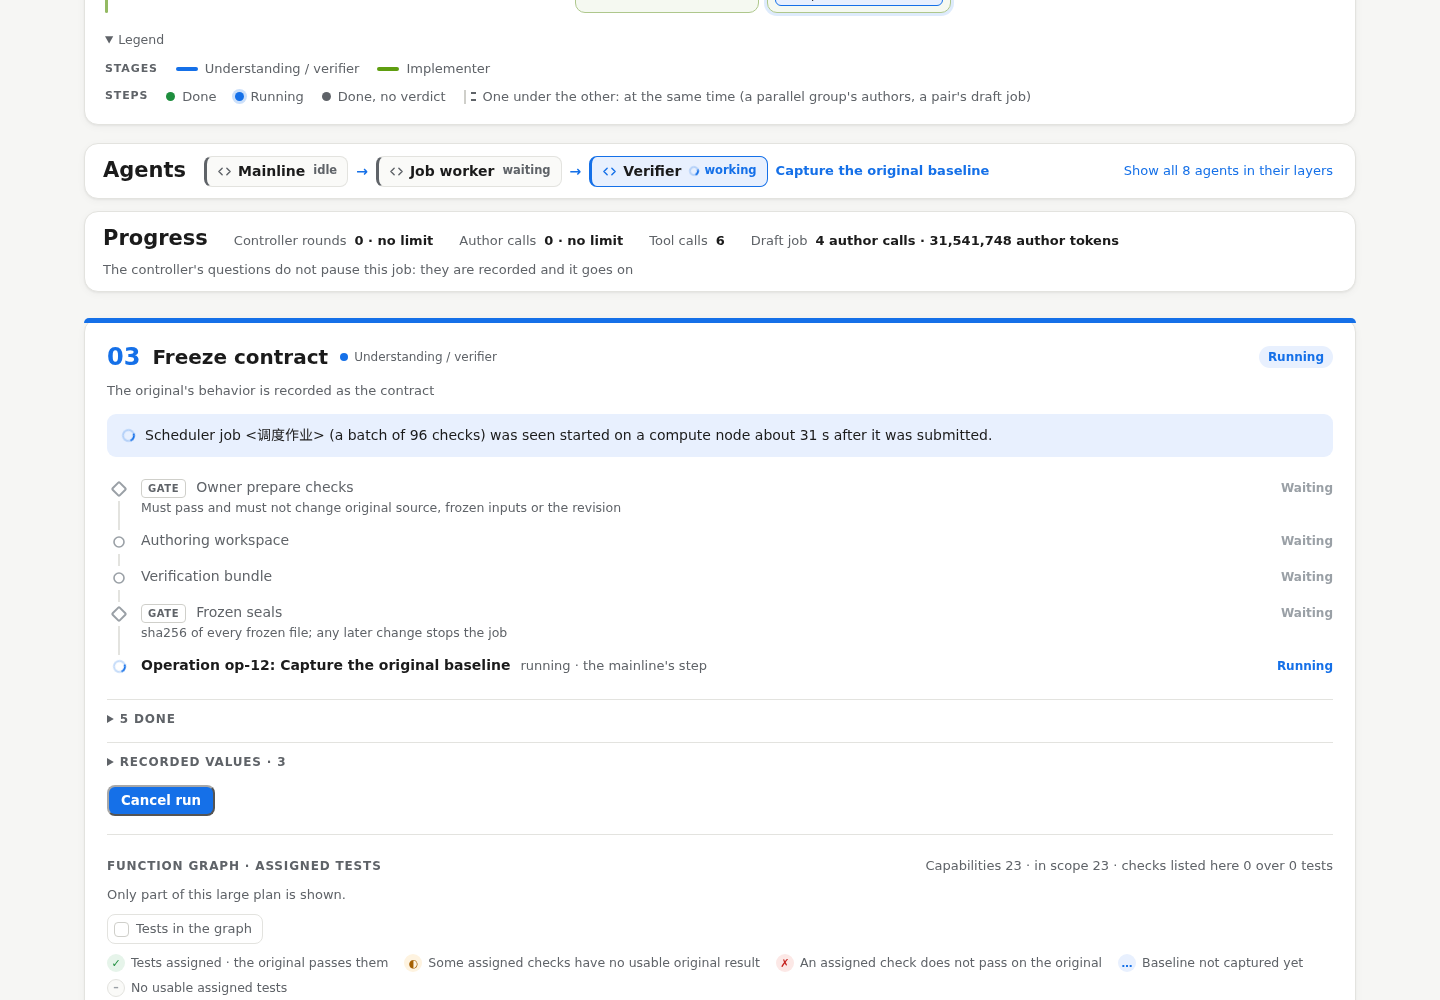 Legend
STAGES Understanding / verifier Implementer
STEPS Done Running Done, no verdict One under the other: at the same time (a parallel group's authors, a pair's draft job)
Agents Mainline idle → Job worker waiting → Verifier working Capture the original baseline Show all 8 agents in their layers
Progress Controller rounds 0 · no limit Author calls 0 · no limit Tool calls 6 Draft job 4 author calls · 31,541,748 author tokens
The controller's questions do not pause this job: they are recorded and it goes on
03 Freeze contract Understanding / verifier Running
The original's behavior is recorded as the contract
Scheduler job <调度作业> (a batch of 96 checks) was seen started on a compute node about 31 s after it was submitted.
GATE Owner prepare checks Waiting
Must pass and must not change original source, frozen inputs or the revision
Authoring workspace Waiting
Verification bundle Waiting
GATE Frozen seals Waiting
sha256 of every frozen file; any later change stops the job
Operation op-12: Capture the original baseline running · the mainline's step Running
5 DONE
RECORDED VALUES · 3
Cancel run
FUNCTION GRAPH · ASSIGNED TESTS Capabilities 23 · in scope 23 · checks listed here 0 over 0 tests
Only part of this large plan is shown.
Tests in the graph
✓ Tests assigned · the original passes them Some assigned checks have no usable original result ✗ An assigned check does not pass on the original … Baseline not captured yet
– No usable assigned tests